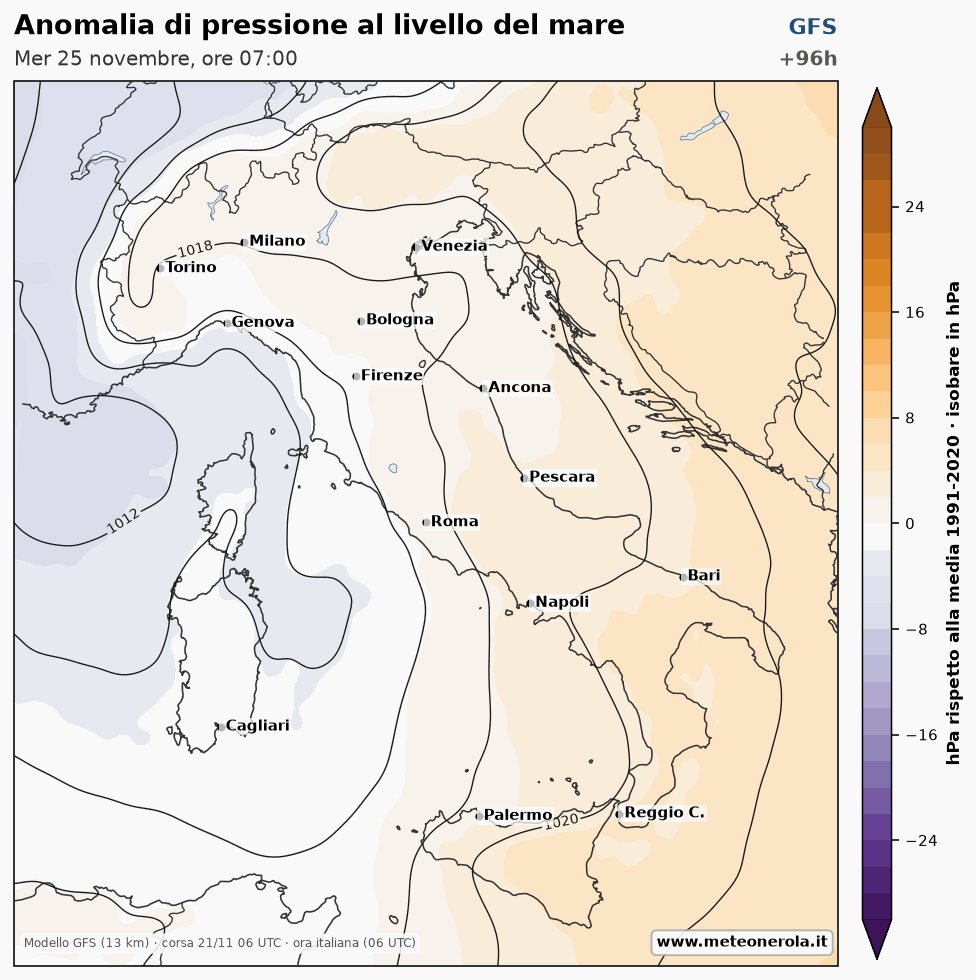 Anomalia di pressione al livello del mare
GFS
Mer 25 novembre, ore 07:00
+96h
1018
Milano
Venezia
Torino
Genova
Bologna
Firenze
Ancona
Pescara
1012
Roma
Bari
Napoli
Cagliari
Palermo
Reggio C.
1020
24
16
8
0
−8
−16
−24
hPa rispetto alla media 1991-2020 · isobare in hPa
Modello GFS (13 km) · corsa 21/11 06 UTC · ora italiana (06 UTC)
www.meteonerola.it